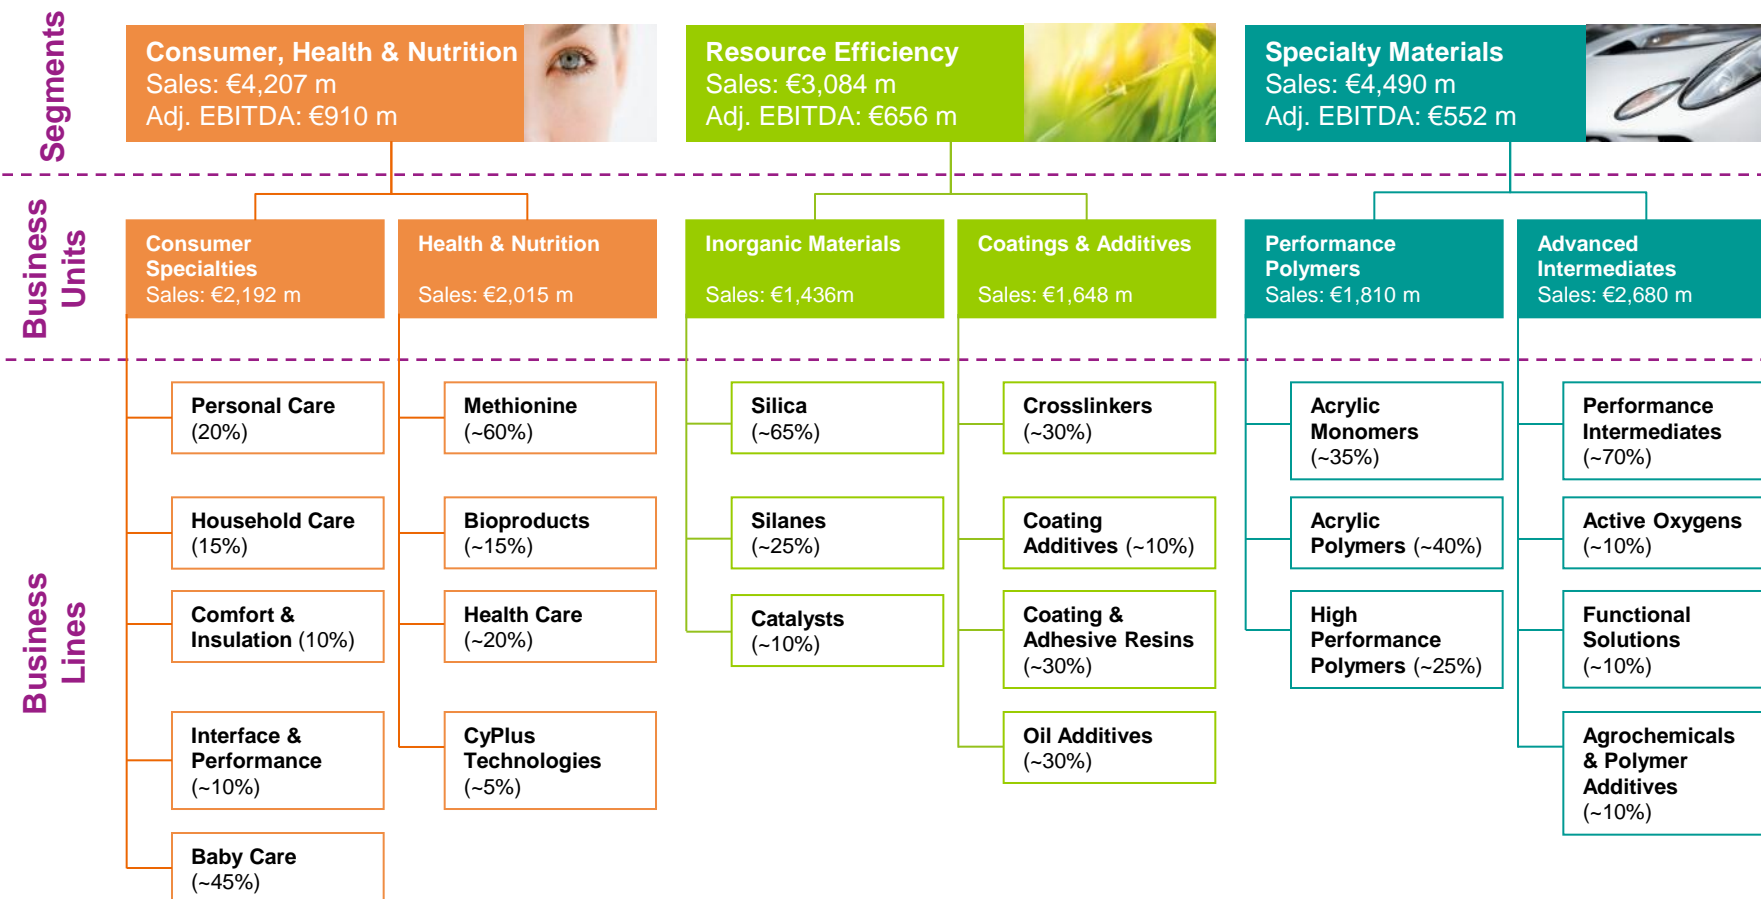 Segments
Consumer, Health & Nutrition
Sales: €4,207 m
Adj. EBITDA: €910 m
Resource Efficiency
Sales: €3,084 m
Adj. EBITDA: €656 m
Specialty Materials
Sales: €4,490 m
Adj. EBITDA: €552 m
Business
Units
Consumer
Specialties
Sales: €2,192 m
Health & Nutrition
Sales: €2,015 m
Inorganic Materials
Sales: €1,436m
Coatings & Additives
Sales: €1,648 m
Performance
Polymers
Sales: €1,810 m
Advanced
Intermediates
Sales: €2,680 m
Business
Lines
Personal Care
(20%)
Household Care
(15%)
Comfort &
Insulation (10%)
Interface &
Performance
(~10%)
Baby Care
(~45%)
Methionine
(~60%)
Bioproducts
(~15%)
Health Care
(~20%)
CyPlus
Technologies
(~5%)
Silica
(~65%)
Silanes
(~25%)
Catalysts
(~10%)
Crosslinkers
(~30%)
Coating
Additives (~10%)
Coating &
Adhesive Resins
(~30%)
Oil Additives
(~30%)
Acrylic
Monomers
(~35%)
Acrylic
Polymers (~40%)
High
Performance
Polymers (~25%)
Performance
Intermediates
(~70%)
Active Oxygens
(~10%)
Functional
Solutions
(~10%)
Agrochemicals
& Polymer
Additives
(~10%)